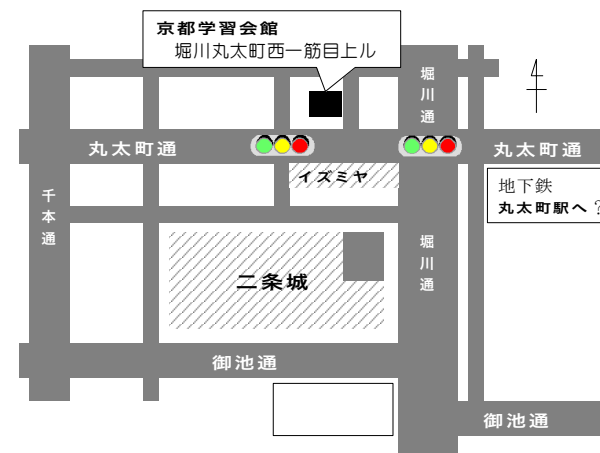 京都学習会館
堀川丸太町西一筋目上ル
堀川通
丸太町通
丸太町通
イズミヤ
千本通
地下鉄
丸太町駅へ?
堀川通
二条城
御池通
御池通